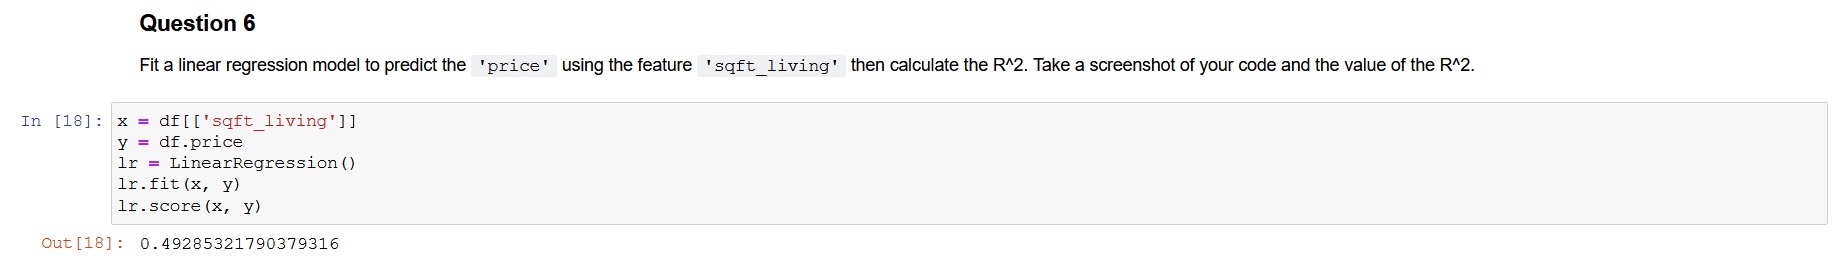 Question 6
Fit a linear regression model to predict the 'price' using the feature 'sqft_living' then calculate the R^2. Take a screenshot of your code and the value of the R^2.
In [18]: x = df[['sqft_living']]
y = df.price
lr = LinearRegression()
lr.fit(x, y)
lr.score(x, y)
Out[18]: 0.49285321790379316